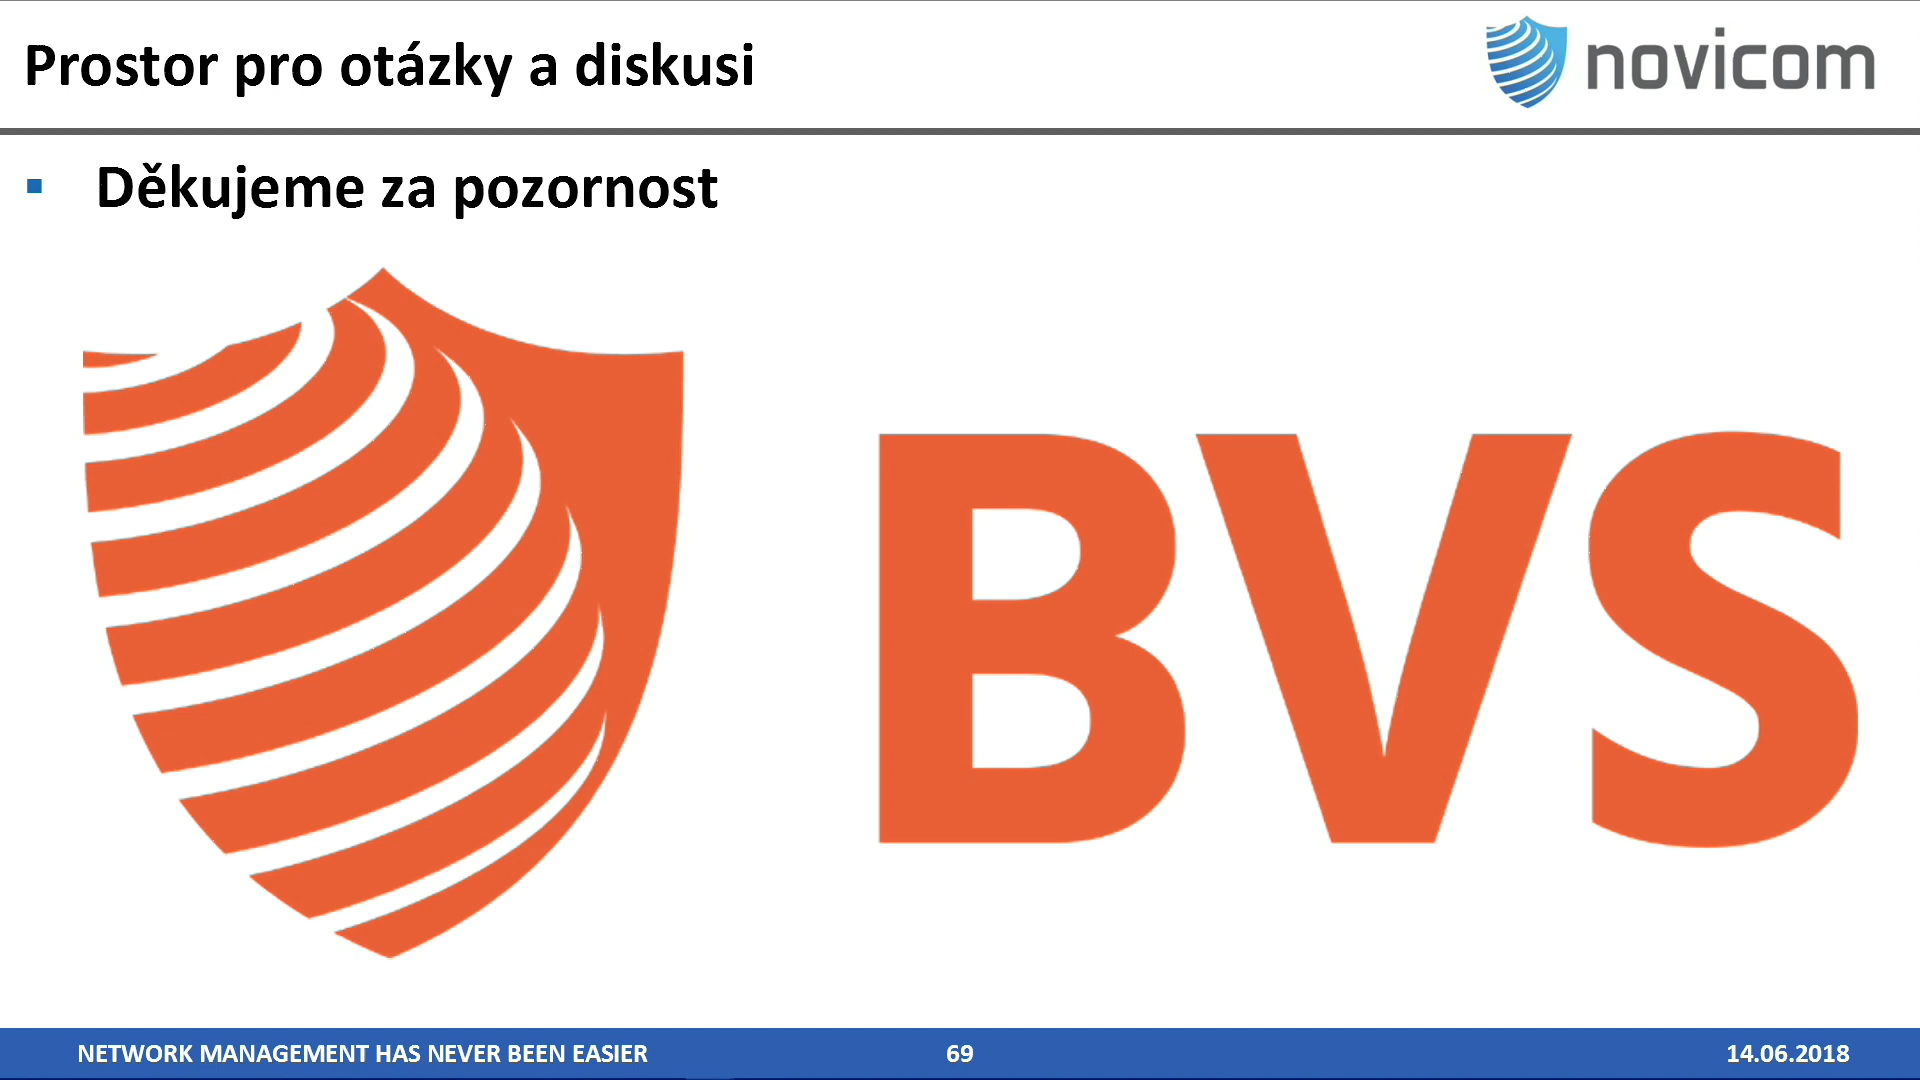 Prostor pro otázky a diskusi
novicom
▪ Děkujeme za pozornost
BVS
NETWORK MANAGEMENT HAS NEVER BEEN EASIER
69
14.06.2018